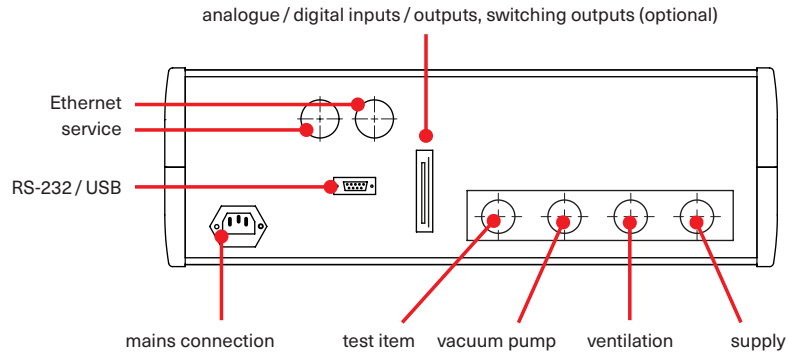 analogue / digital inputs / outputs, switching outputs (optional)
Ethernet
service
RS-232 / USB
mains connection
test item
vacuum pump
ventilation
supply